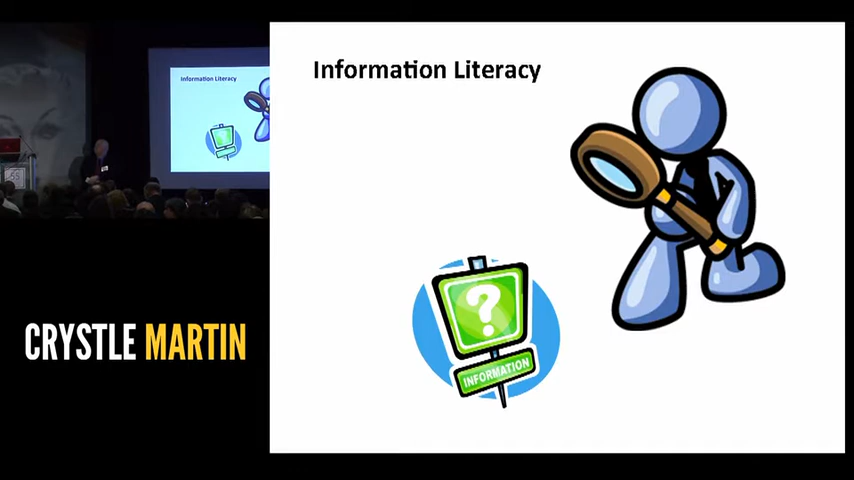 Information Literacy
Information Literacy
?
INFORMATION
CRYSTLE MARTIN